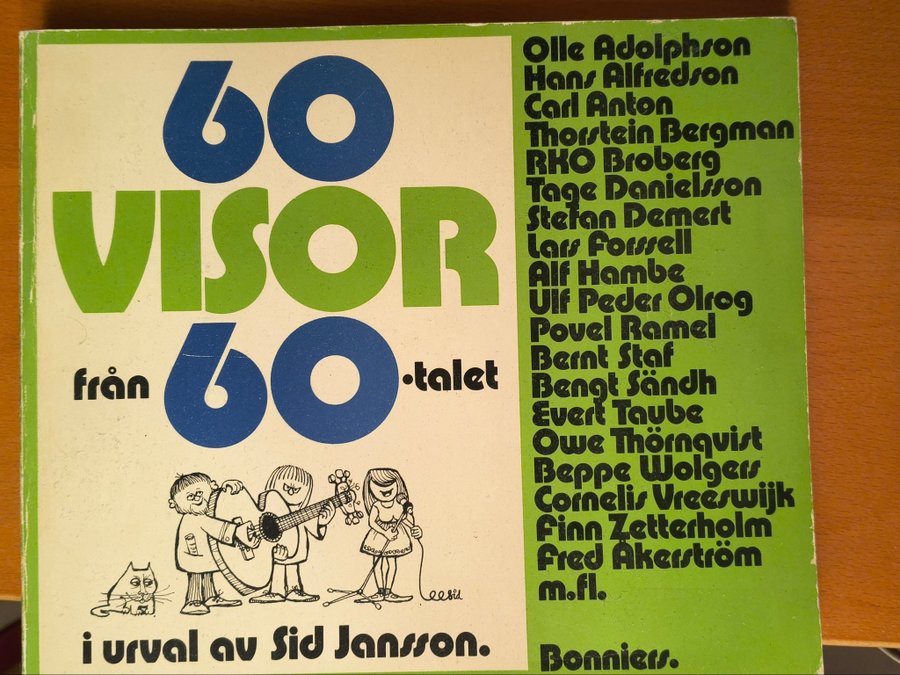 60
VISOR
från 60-talet
i urval av Sid Jansson.
Olle Adolphson
Hans Alfredson
Carl Anton
Thorstein Bergman
RKO Broberg
Tage Danielsson
Stefan Demert
Lars Forssell
Alf Hambe
Ulf Peder Olrog
Povel Ramel
Bernt Staf
Bengt Sändh
Evert Taube
Owe Thörnqvist
Beppe Wolgers
Cornelis Vreeswijk
Finn Zetterholm
Fred Åkerström
m.fl.
Bonniers.